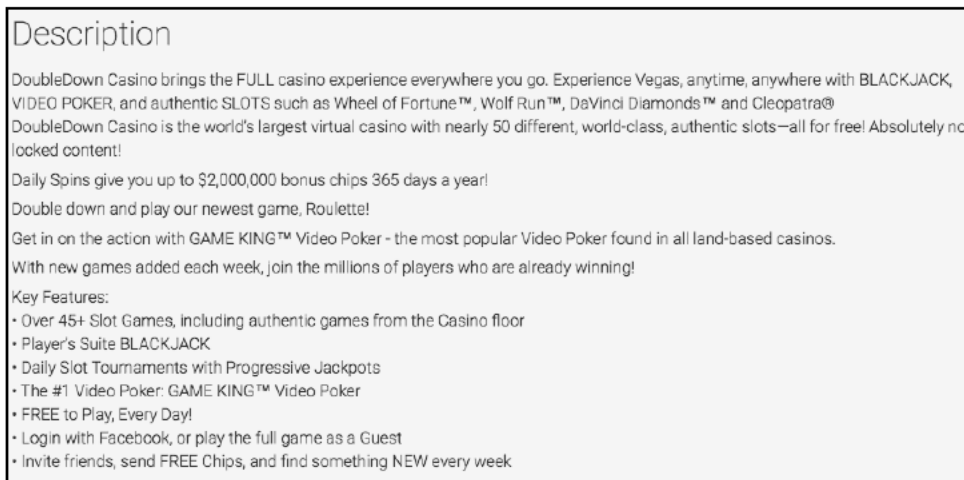 Description
DoubleDown Casino brings the FULL casino experience everywhere you go. Experience Vegas, anytime, anywhere with BLACKJACK,
VIDEO POKER, and authentic SLOTS such as Wheel of Fortune™, Wolf Run™, DaVinci Diamonds™ and Cleopatra®
DoubleDown Casino is the world's largest virtual casino with nearly 50 different, world-class, authentic slots—all for free! Absolutely no
locked content!
Daily Spins give you up to $2,000,000 bonus chips 365 days a year!
Double down and play our newest game, Roulette!
Get in on the action with GAME KING™ Video Poker - the most popular Video Poker found in all land-based casinos.
With new games added each week, join the millions of players who are already winning!
Key Features:
• Over 45+ Slot Games, including authentic games from the Casino floor
• Player's Suite BLACKJACK
• Daily Slot Tournaments with Progressive Jackpots
• The #1 Video Poker: GAME KING™ Video Poker
• FREE to Play, Every Day!
• Login with Facebook, or play the full game as a Guest
• Invite friends, send FREE Chips, and find something NEW every week